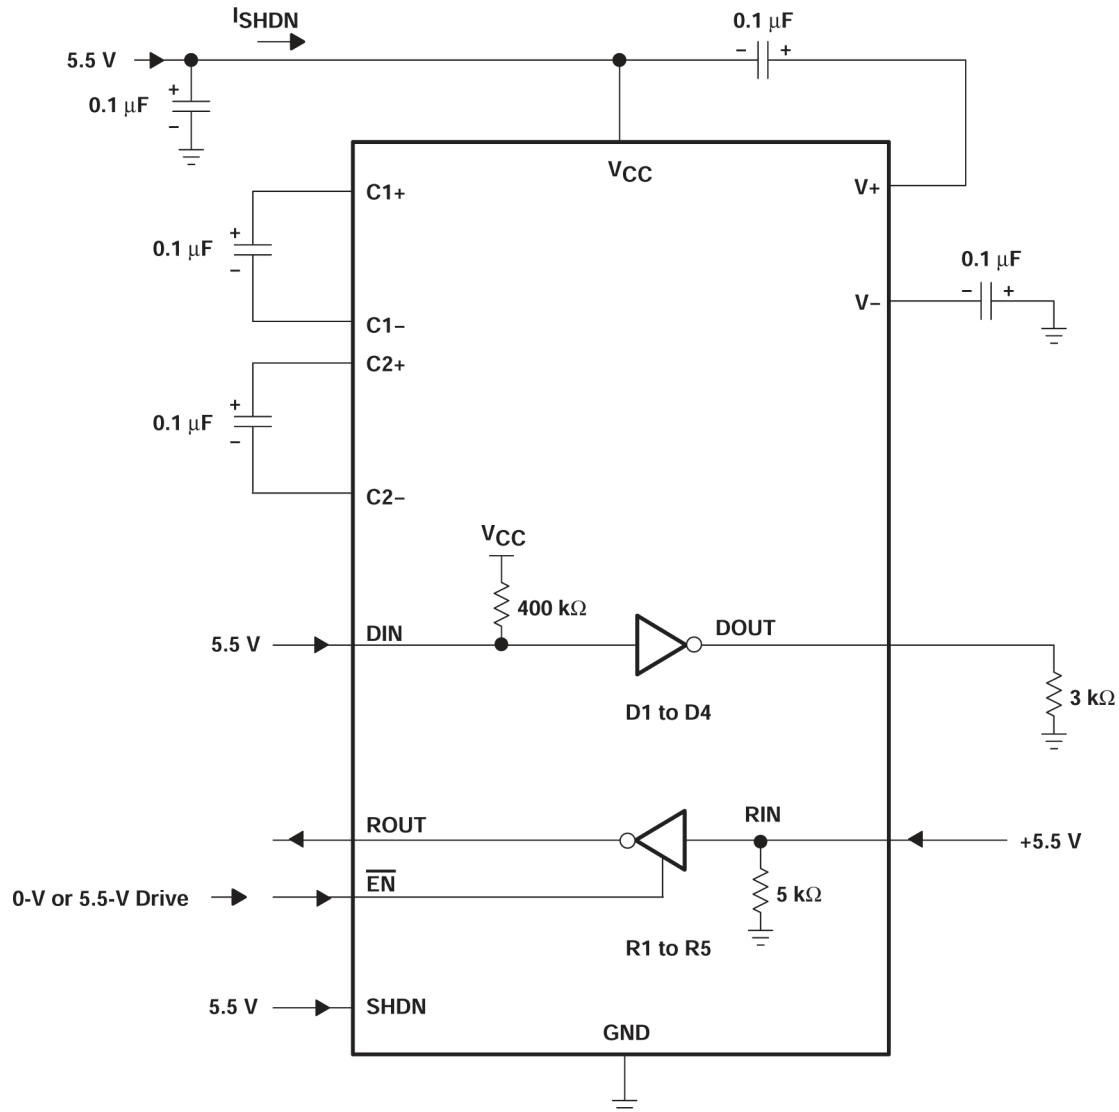 ISHDN
0.1 μF
5.5 V
– +
+
0.1 μF
–
VCC
V+
C1+
+
0.1 μF
–
0.1 μF
– +
V–
C1–
C2+
+
0.1 μF
–
C2–
VCC
400 kΩ
DIN
DOUT
5.5 V
3 kΩ
D1 to D4
RIN
ROUT
+5.5 V
EN
0-V or 5.5-V Drive
5 kΩ
R1 to R5
5.5 V
SHDN
GND